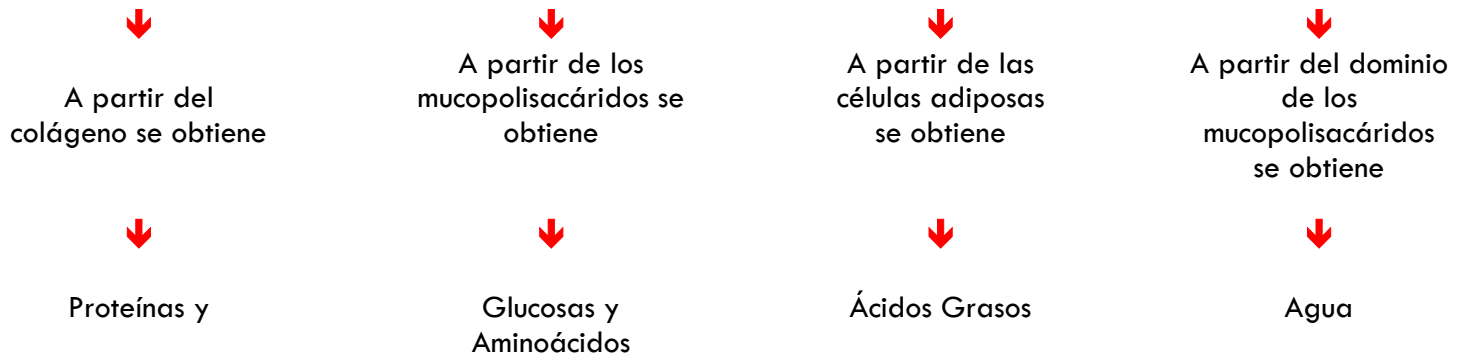 A partir del
colágeno se obtiene
A partir de los
mucopolisacáridos se
obtiene
A partir de las
células adiposas
se obtiene
A partir del dominio
de los
mucopolisacáridos
se obtiene
Proteínas y
Glucosas y
Aminoácidos
Ácidos Grasos
Agua